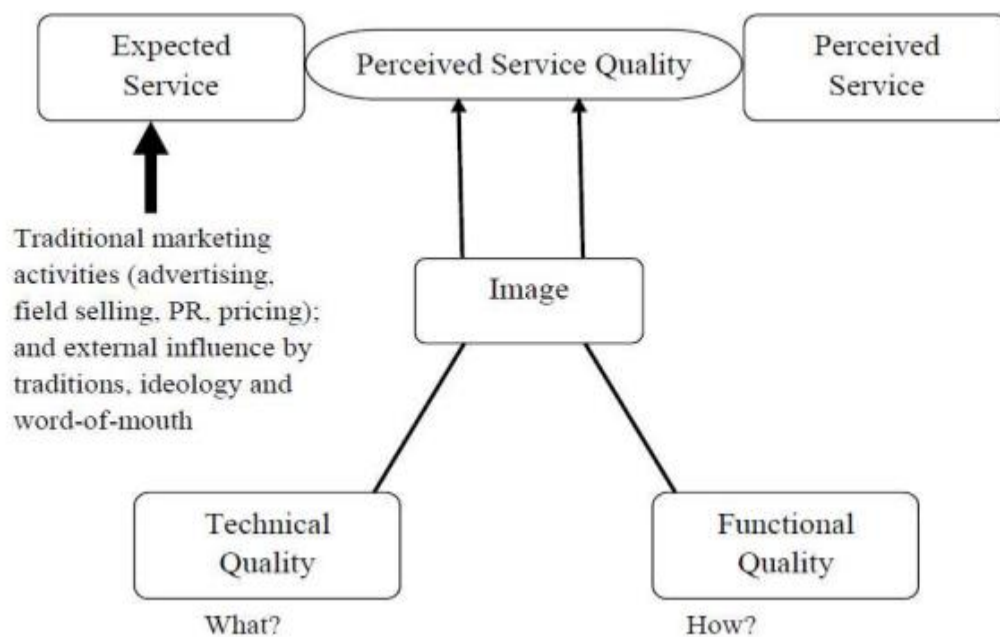 Expected
Service
Perceived Service Quality
Perceived
Service
Traditional marketing
activities (advertising,
field selling, PR, pricing);
and external influence by
traditions, ideology and
word-of-mouth
Image
Technical
Quality
Functional
Quality
What?
How?